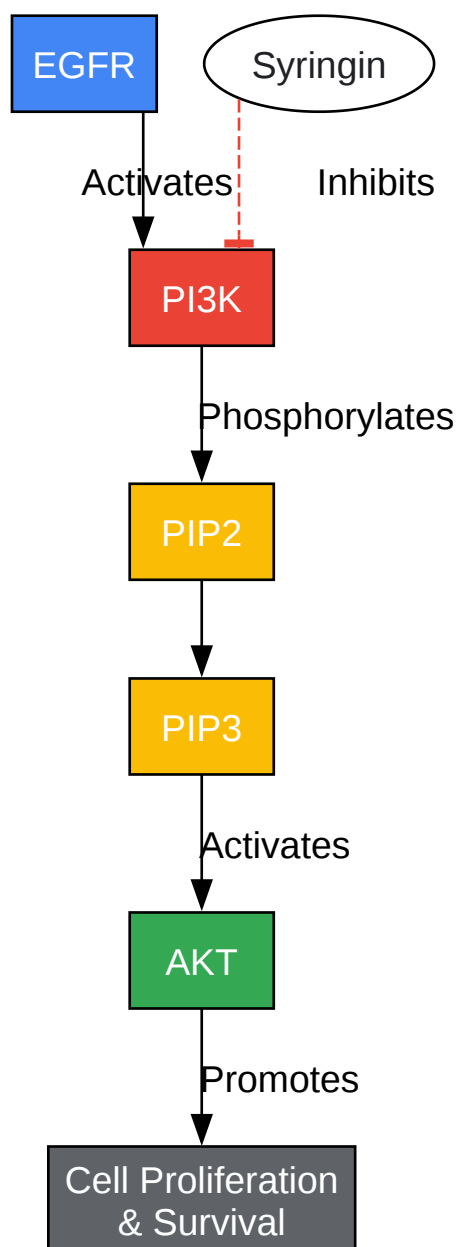 EGFR
Syringin
Activates
Inhibits
PI3K
Phosphorylates
PIP2
PIP3
Activates
AKT
Promotes
Cell Proliferation
& Survival